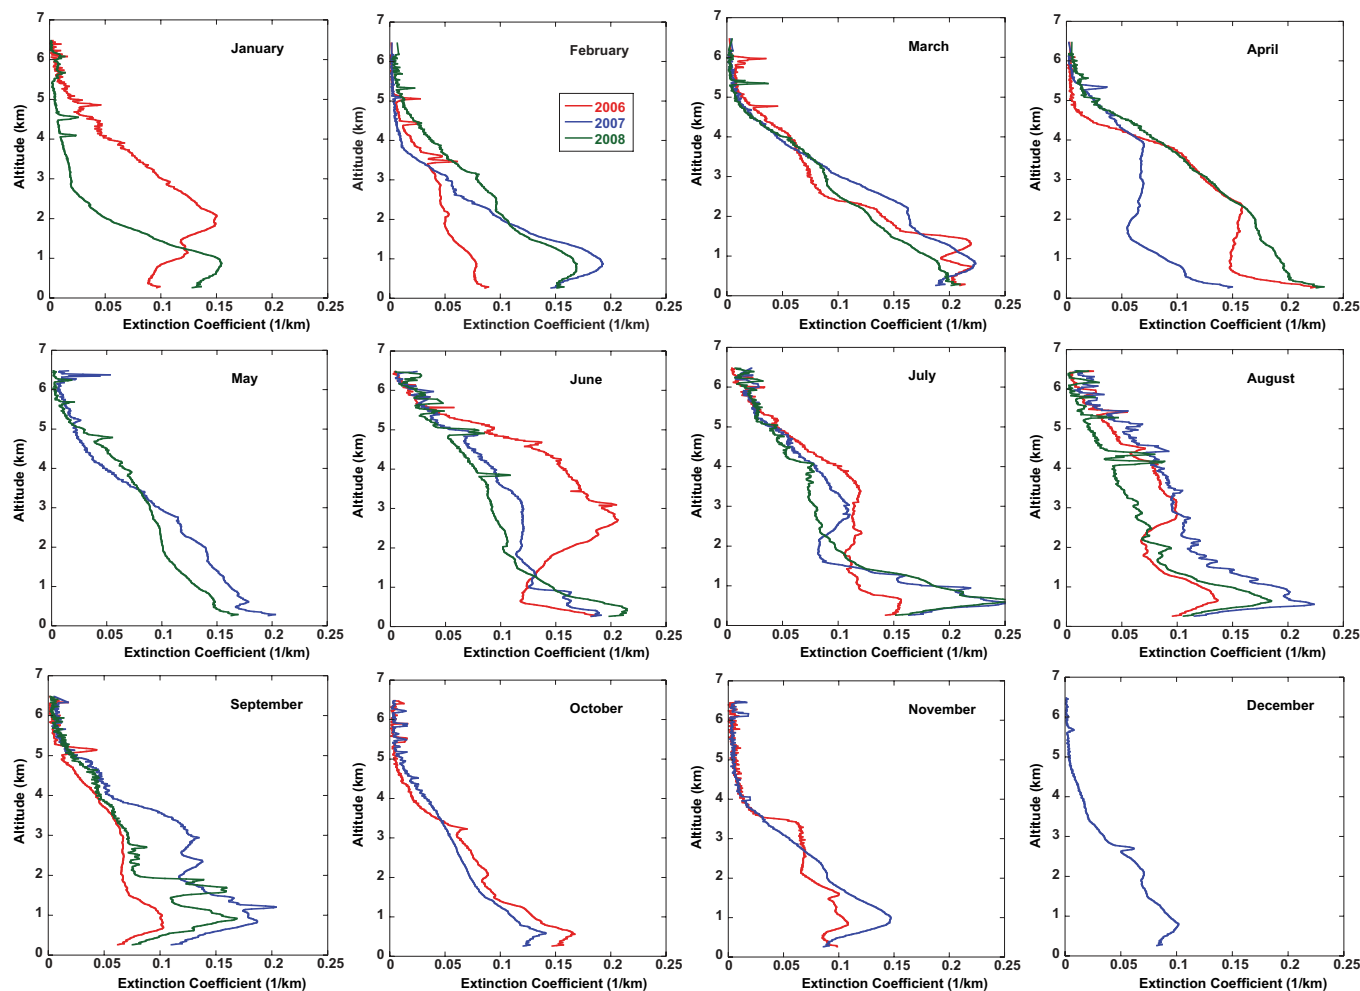 January
7
6
5
4
3
2
1
0
Altitude (km)
0 0.05 0.1 0.15 0.2 0.25
Extinction Coefficient (1/km)
February
2006
2007
2008
7
6
5
4
3
2
1
0
Altitude (km)
0 0.05 0.1 0.15 0.2 0.25
Extinction Coefficient (1/km)
March
7
6
5
4
3
2
1
0
Altitude (km)
0 0.05 0.1 0.15 0.2 0.25
Extinction Coefficient (1/km)
April
7
6
5
4
3
2
1
0
Altitude (km)
0 0.05 0.1 0.15 0.2 0.25
Extinction Coefficient (1/km)
May
7
6
5
4
3
2
1
0
Altitude (km)
0 0.05 0.1 0.15 0.2 0.25
Extinction Coefficient (1/km)
June
7
6
5
4
3
2
1
0
Altitude (km)
0 0.05 0.1 0.15 0.2 0.25
Extinction Coefficient (1/km)
July
7
6
5
4
3
2
1
0
Altitude (km)
0 0.05 0.1 0.15 0.2 0.25
Extinction Coefficient (1/km)
August
7
6
5
4
3
2
1
0
Altitude (km)
0 0.05 0.1 0.15 0.2 0.25
Extinction Coefficient (1/km)
September
7
6
5
4
3
2
1
0
Altitude (km)
0 0.05 0.1 0.15 0.2 0.25
Extinction Coefficient (1/km)
October
7
6
5
4
3
2
1
0
Altitude (km)
0 0.05 0.1 0.15 0.2 0.25
Extinction Coefficient (1/km)
November
7
6
5
4
3
2
1
0
Altitude (km)
0 0.05 0.1 0.15 0.2 0.25
Extinction Coefficient (1/km)
December
7
6
5
4
3
2
1
0
Altitude (km)
0 0.05 0.1 0.15 0.2 0.25
Extinction Coefficient (1/km)